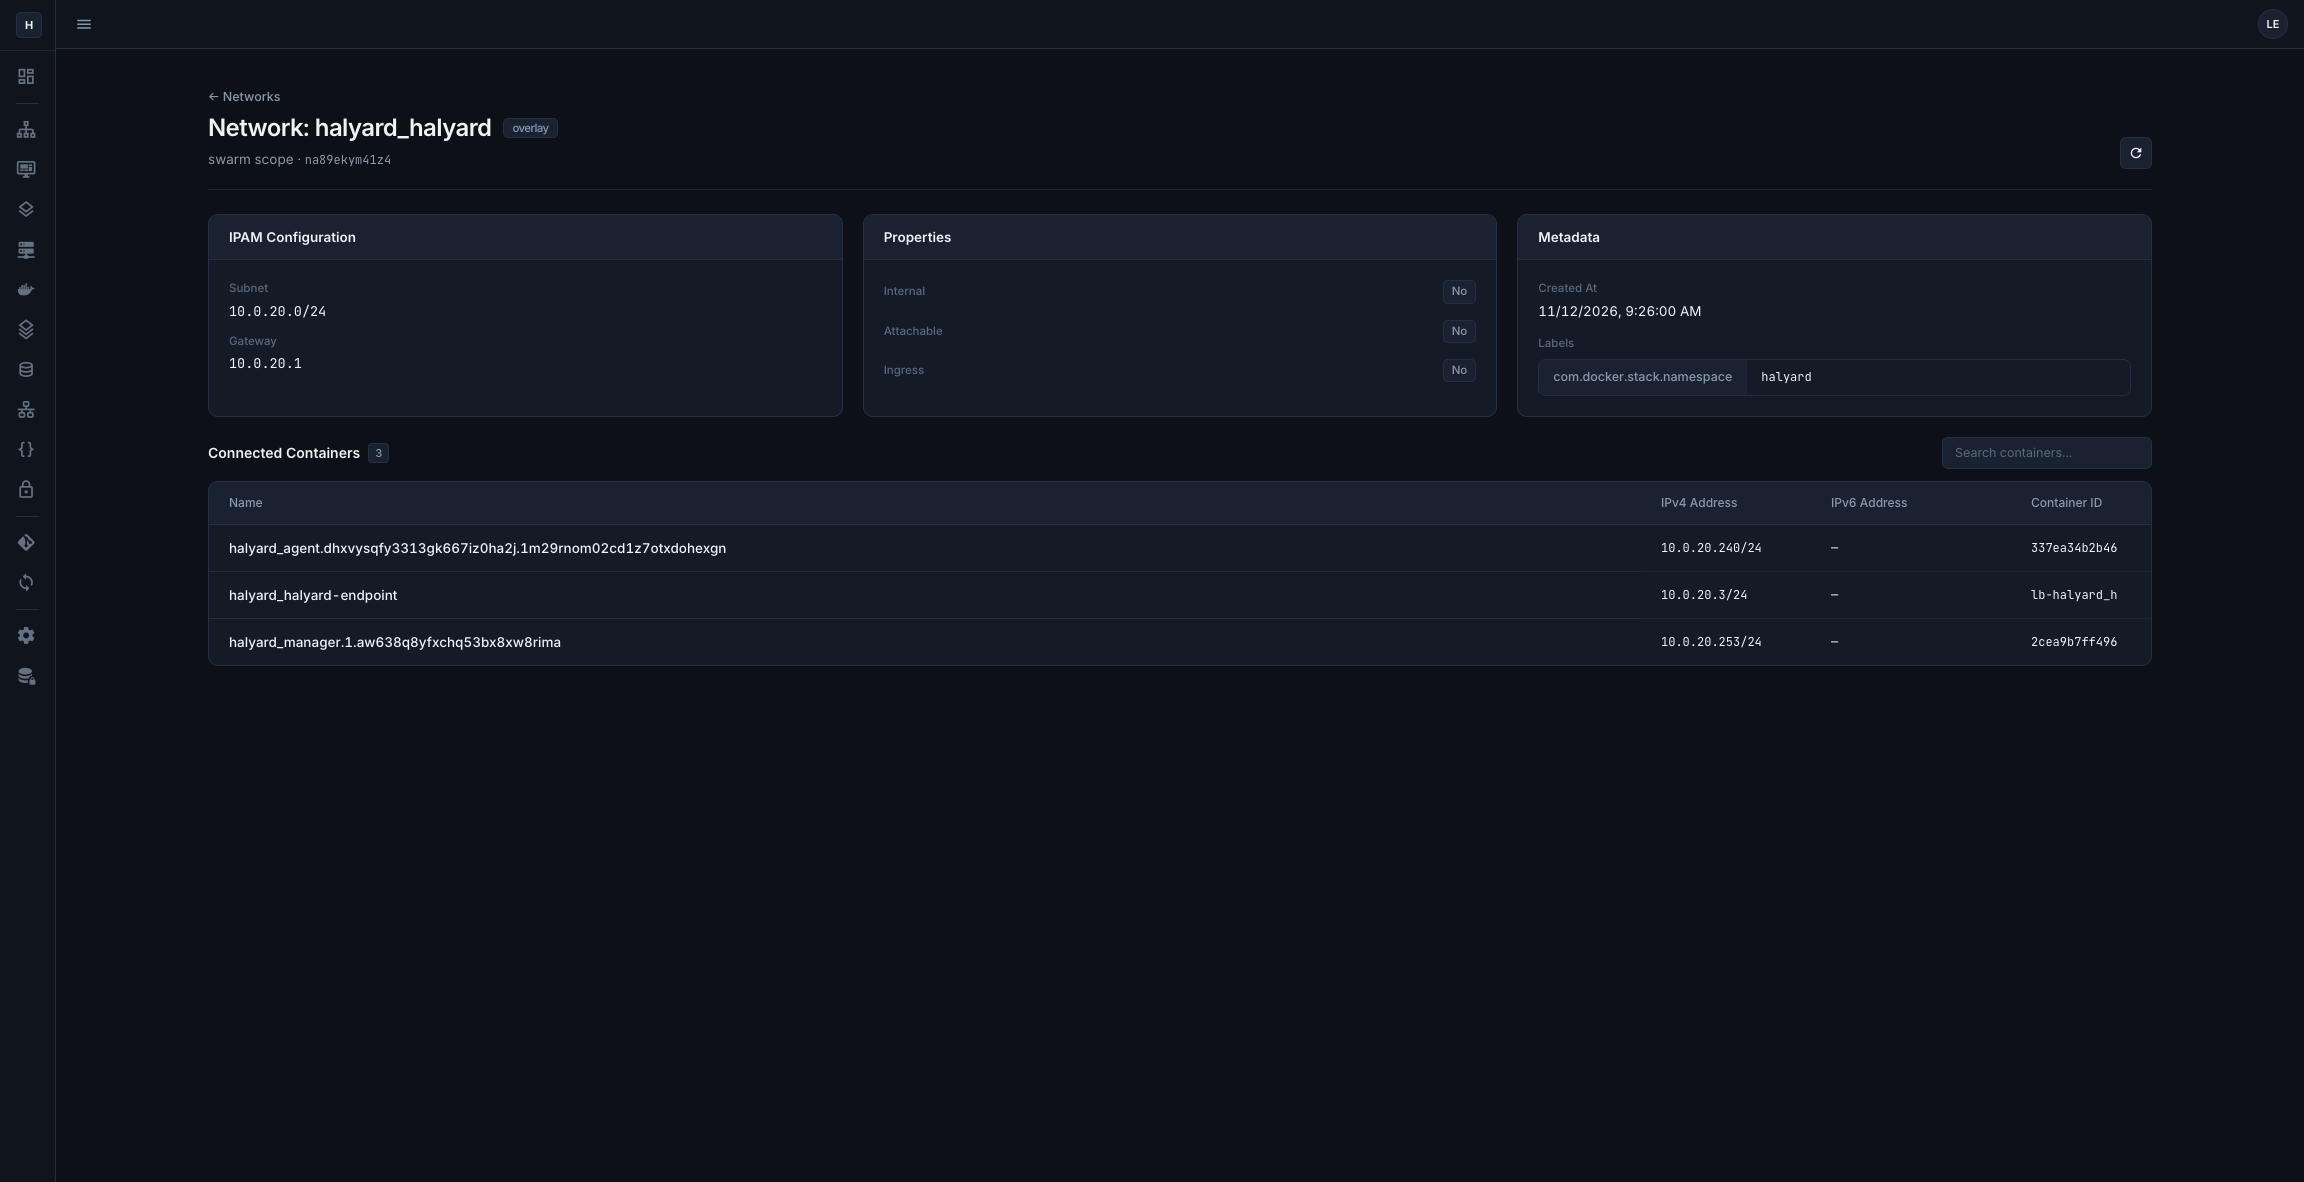 H
LE
← Networks
Network: halyard_halyard overlay
swarm scope · na89ekym41z4
IPAM Configuration
Subnet
10.0.20.0/24
Gateway
10.0.20.1
Properties
Internal No
Attachable No
Ingress No
Metadata
Created At
11/12/2026, 9:26:00 AM
Labels
com.docker.stack.namespace halyard
Connected Containers 3
Search containers...
Name IPv4 Address IPv6 Address Container ID
halyard_agent.dhxvysqfy3313gk667iz0ha2j.1m29rnom02cd1z7otxdohexgn 10.0.20.240/24 — 337ea34b2b46
halyard_halyard-endpoint 10.0.20.3/24 — lb-halyard_h
halyard_manager.1.aw638q8yfxchq53bx8xw8rima 10.0.20.253/24 — 2cea9b7ff496